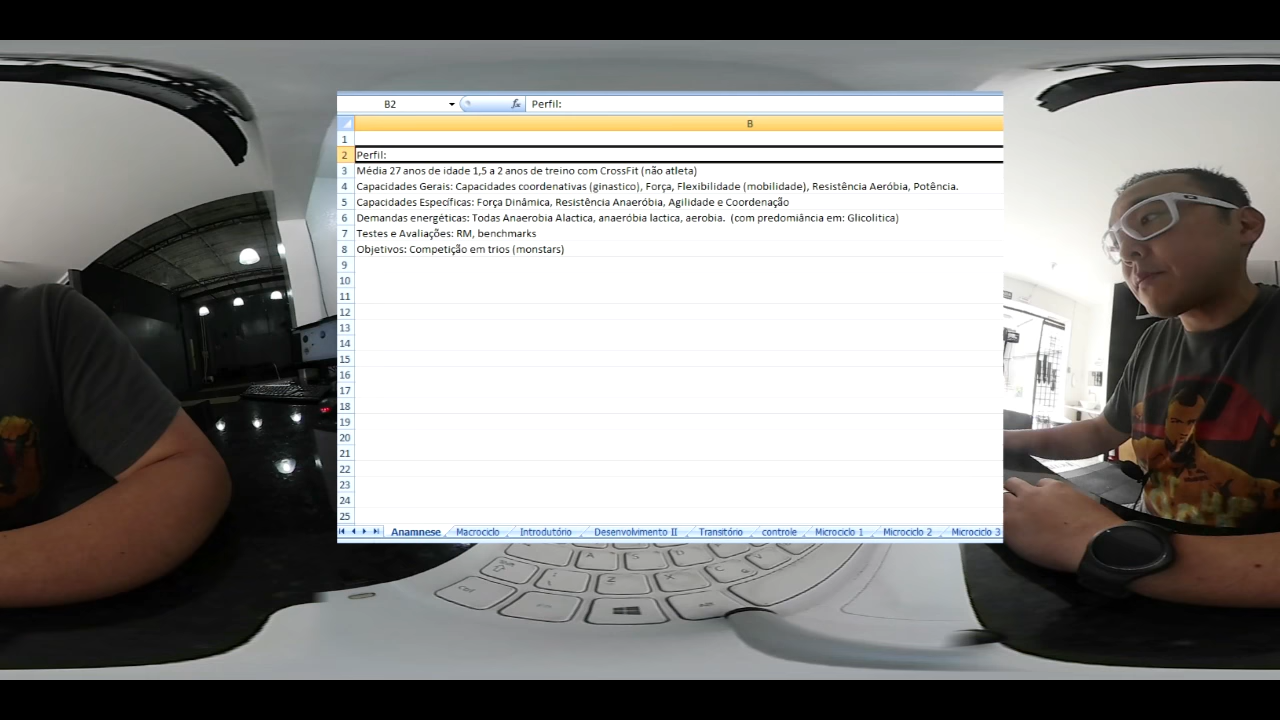 B2
fx
Perfil:
B
1
2 Perfil:
3 Média 27 anos de idade 1,5 a 2 anos de treino com CrossFit (não atleta)
4 Capacidades Gerais: Capacidades coordenativas (ginastico), Força, Flexibilidade (mobilidade), Resistência Aeróbia, Potência.
5 Capacidades Específicas: Força Dinâmica, Resistência Anaeróbia, Agilidade e Coordenação
6 Demandas energéticas: Todas Anaerobia Alactica, anaeróbia lactica, aerobia. (com predomiância em: Glicolitica)
7 Testes e Avaliações: RM, benchmarks
8 Objetivos: Competição em trios (monstars)
9
10
11
12
13
14
15
16
17
18
19
20
21
22
23
24
25
Anamnese Macrociclo Introdutório Desenvolvimento II Transitório controle Microciclo 1 Microciclo 2 Microciclo 3
A S D
Z X C
Ctrl Fn Alt